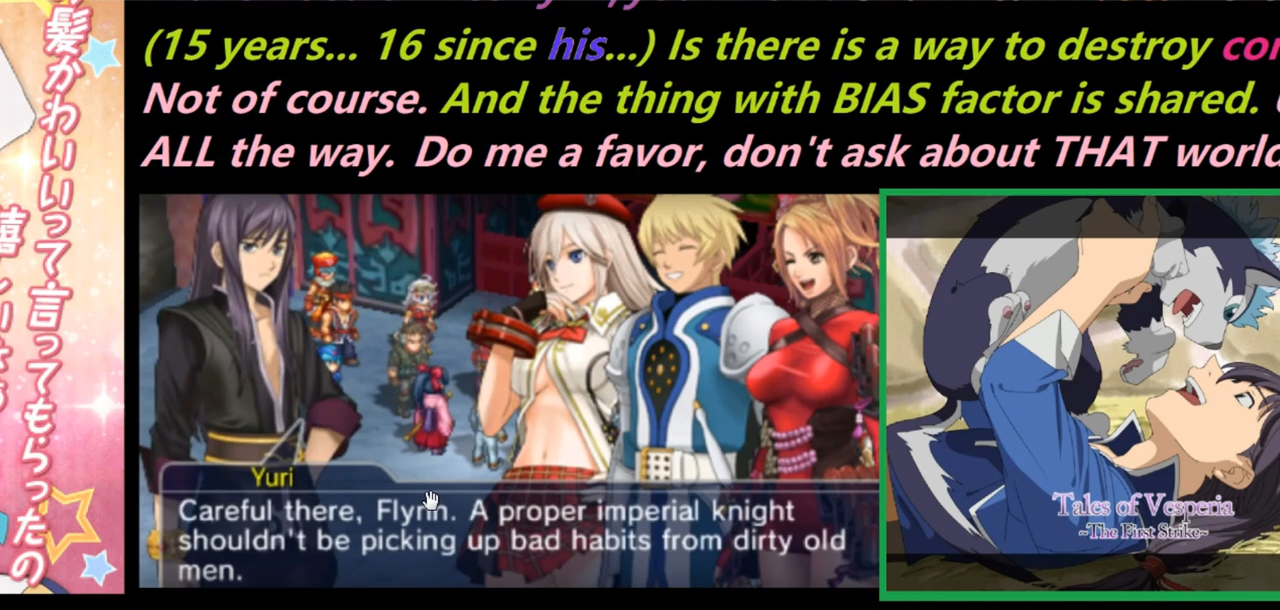 髪かわいいって言ってもらったの
(15 years... 16 since his...) Is there is a way to destroy
Not of course. And the thing with BIAS factor is shared.
ALL the way. Do me a favor, don't ask about THAT world
Yuri
Careful there, Flynn. A proper imperial knight
shouldn't be picking up bad habits from dirty old
men.
Tales of Vesperia
~The First Strike~